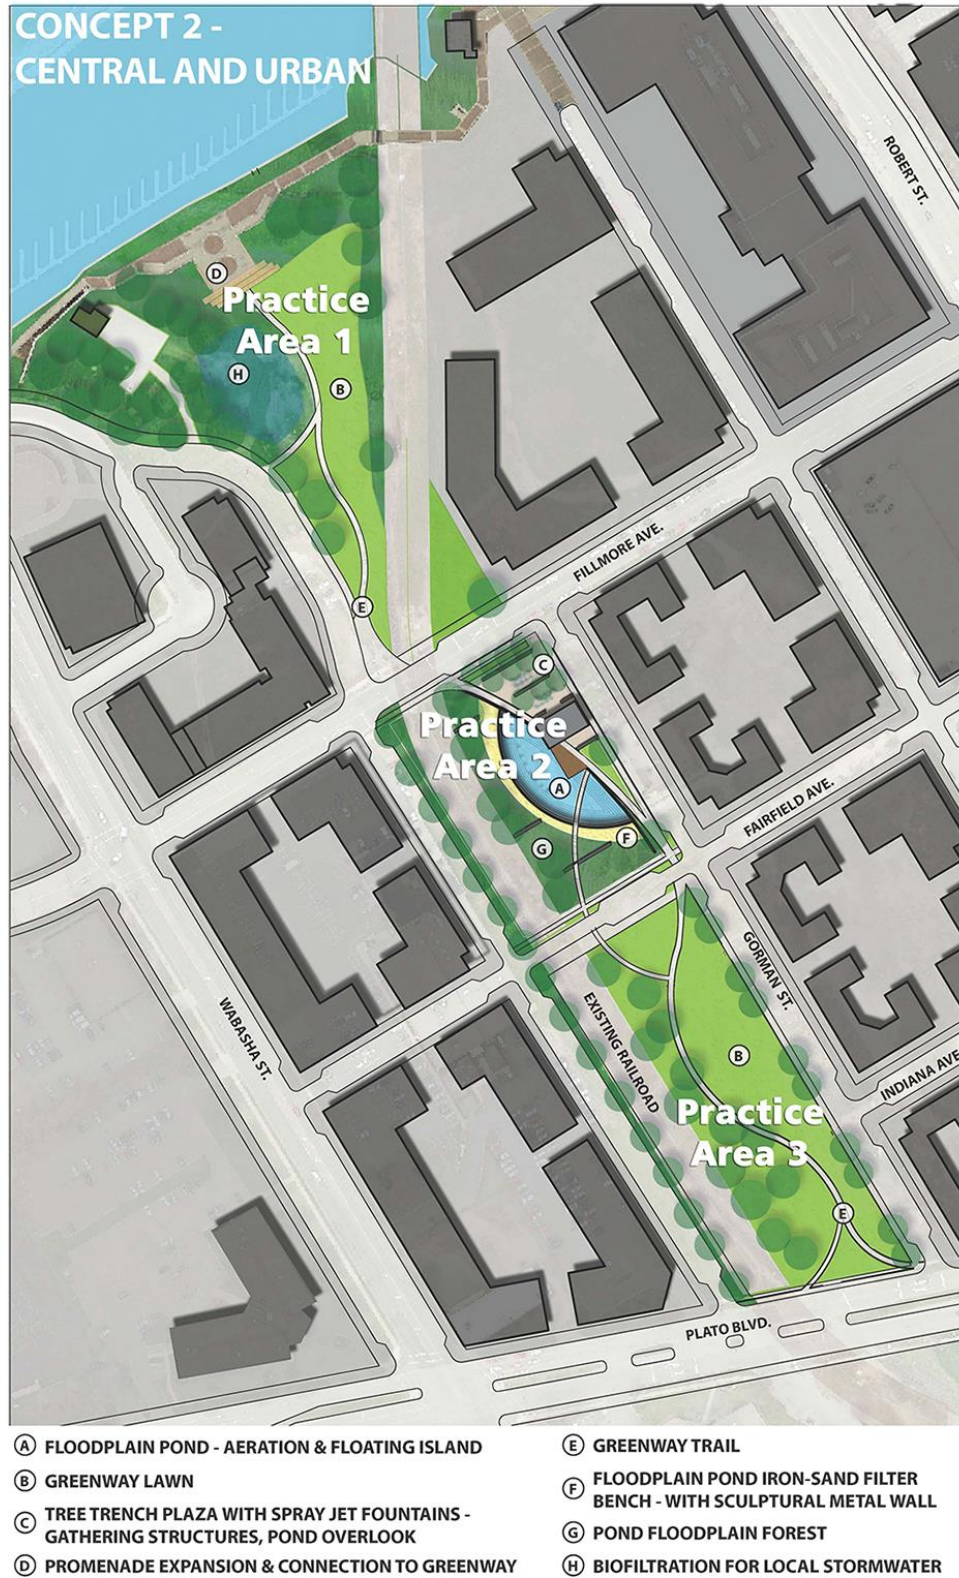 CONCEPT 2 -
CENTRAL AND URBAN
ROBERT ST.
D
Practice
Area 1
H
B
FILLMORE AVE.
E
C
Practice
Area 2
A
FAIRFIELD AVE.
F
G
GORMAN ST.
WABASHA ST.
EXISTING RAILROAD
B
INDIANA AVE
Practice
Area 3
E
PLATO BLVD.
A FLOODPLAIN POND - AERATION & FLOATING ISLAND
B GREENWAY LAWN
C TREE TRENCH PLAZA WITH SPRAY JET FOUNTAINS -
GATHERING STRUCTURES, POND OVERLOOK
D PROMENADE EXPANSION & CONNECTION TO GREENWAY
E GREENWAY TRAIL
F FLOODPLAIN POND IRON-SAND FILTER
BENCH - WITH SCULPTURAL METAL WALL
G POND FLOODPLAIN FOREST
H BIOFILTRATION FOR LOCAL STORMWATER